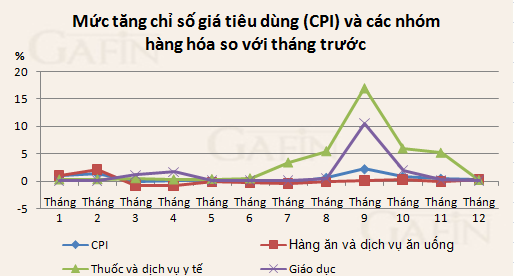 Mức tăng chỉ số giá tiêu dùng (CPI) và các nhóm
hàng hóa so với tháng trước
%
20
15
10
5
0
-5
Tháng Tháng Tháng Tháng Tháng Tháng Tháng Tháng Tháng Tháng Tháng Tháng
1 2 3 4 5 6 7 8 9 10 11 12
CPI
Hàng ăn và dịch vụ ăn uống
Thuốc và dịch vụ y tế
Giáo dục
GAFIN
GAFIN
GAFIN
GAFIN